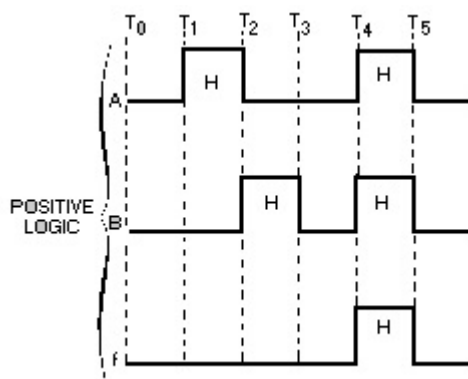 T0 T1 T2 T3 T4 T5
A H H
POSITIVE
LOGIC
B H H
f H